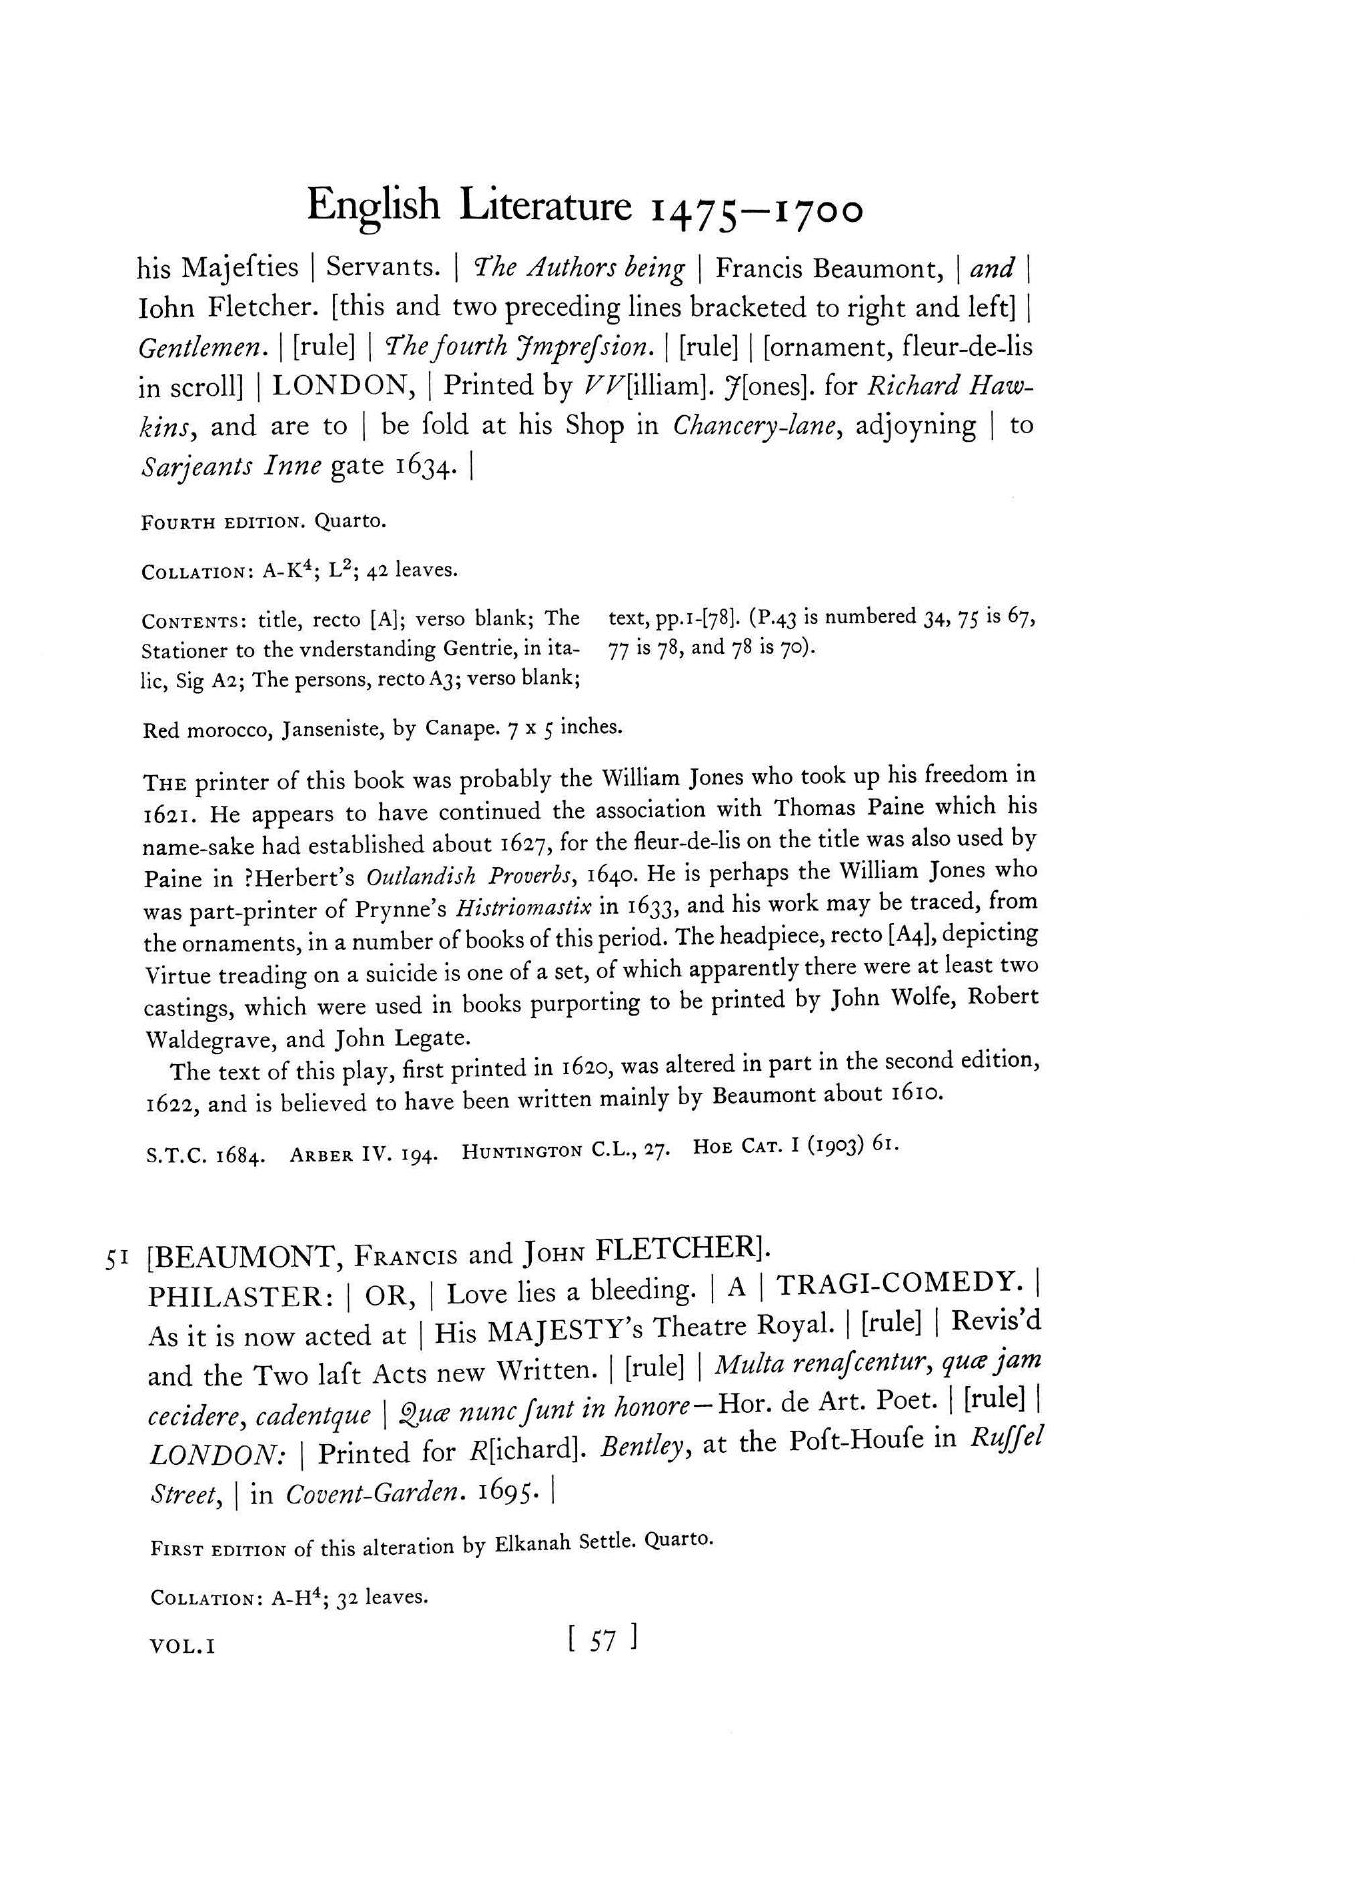 English Literature 1475—1700
his Majeſties | Servants. | The Authors being | Francis Beaumont, | and |
Iohn Fletcher. [this and two preceding lines bracketed to right and left] |
Gentlemen. | [rule] | The fourth Impreſsion. | [rule] | [ornament, fleur-de-lis
in scroll] | LONDON, | Printed by VV[illiam]. J[ones]. for Richard Haw-
kins, and are to | be ſold at his Shop in Chancery-lane, adjoyning | to
Sarjeants Inne gate 1634. |
FOURTH EDITION. Quarto.
COLLATION: A-K⁴; L²; 42 leaves.
CONTENTS: title, recto [A]; verso blank; The
Stationer to the vnderstanding Gentrie, in ita-
lic, Sig A2; The persons, recto A3; verso blank;
text, pp.1-[78]. (P.43 is numbered 34, 75 is 67,
77 is 78, and 78 is 70).
Red morocco, Janseniste, by Canape. 7 x 5 inches.
THE printer of this book was probably the William Jones who took up his freedom in
1621. He appears to have continued the association with Thomas Paine which his
name-sake had established about 1627, for the fleur-de-lis on the title was also used by
Paine in ?Herbert's Outlandish Proverbs, 1640. He is perhaps the William Jones who
was part-printer of Prynne's Histriomastix in 1633, and his work may be traced, from
the ornaments, in a number of books of this period. The headpiece, recto [A4], depicting
Virtue treading on a suicide is one of a set, of which apparently there were at least two
castings, which were used in books purporting to be printed by John Wolfe, Robert
Waldegrave, and John Legate.
The text of this play, first printed in 1620, was altered in part in the second edition,
1622, and is believed to have been written mainly by Beaumont about 1610.
S.T.C. 1684. ARBER IV. 194. HUNTINGTON C.L., 27. HOE CAT. I (1903) 61.
51 [BEAUMONT, FRANCIS and JOHN FLETCHER].
PHILASTER: | OR, | Love lies a bleeding. | A | TRAGI-COMEDY. |
As it is now acted at | His MAJESTY's Theatre Royal. | [rule] | Revis'd
and the Two laſt Acts new Written. | [rule] | Multa renaſcentur, quæ jam
cecidere, cadentque | Quæ nunc ſunt in honore—Hor. de Art. Poet. | [rule] |
LONDON: | Printed for R[ichard]. Bentley, at the Poſt-Houſe in Ruſſel
Street, | in Covent-Garden. 1695. |
FIRST EDITION of this alteration by Elkanah Settle. Quarto.
COLLATION: A-H⁴; 32 leaves.
VOL.I [ 57 ]